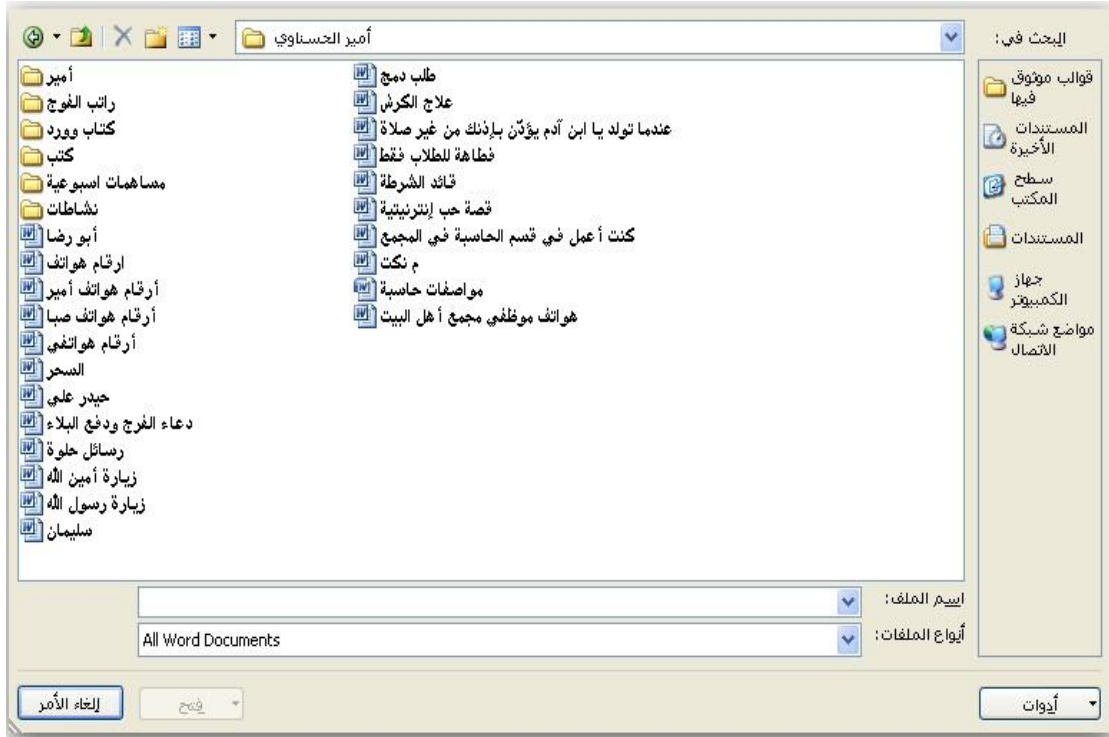 البحث في:
أمير الحسناوي
قوالب موثوق
فيها
المستندات
الأخيرة
سطح
المكتب
المستندات
جهاز
الكمبيوتر
مواضع شبكة
الاتصال
أمير
راتب الفوج
كتاب وورد
كتب
مساهمات اسبوعية
نشاطات
أبو رضا
ارقام هواتف
أرقام هواتف أمير
أرقام هواتف صبا
أرقام هواتفي
السحر
حيدر علي
دعاء الفرج ودفع البلاء
رسائل حلوة
زيارة أمين الله
زيارة رسول الله
سليمان
طلب دمج
علاج الكرش
عندما تولد يا ابن آدم يؤذّن بإذنك من غير صلاة
فطاهة للطلاب فقط
قائد الشرطة
قصة حب إنترنيتية
كنت أعمل في قسم الحاسبة في المجمع
م نكت
مواصفات حاسبة
هواتف موظفي مجمع أهل البيت
اسم الملف:
أنواع الملفات:
All Word Documents
أدوات
فتح
إلغاء الأمر